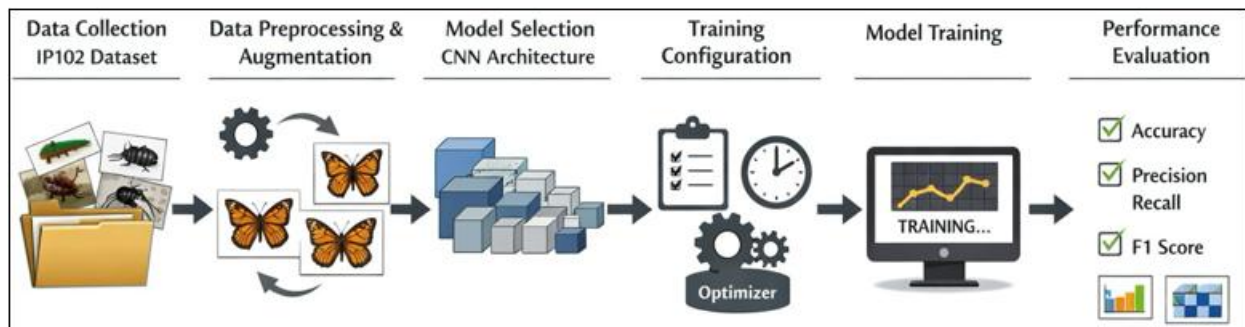 Data Collection
IP102 Dataset
Data Preprocessing &
Augmentation
Model Selection
CNN Architecture
Training
Configuration
Model Training
Performance
Evaluation
Optimizer
TRAINING...
Accuracy
Precision
Recall
F1 Score